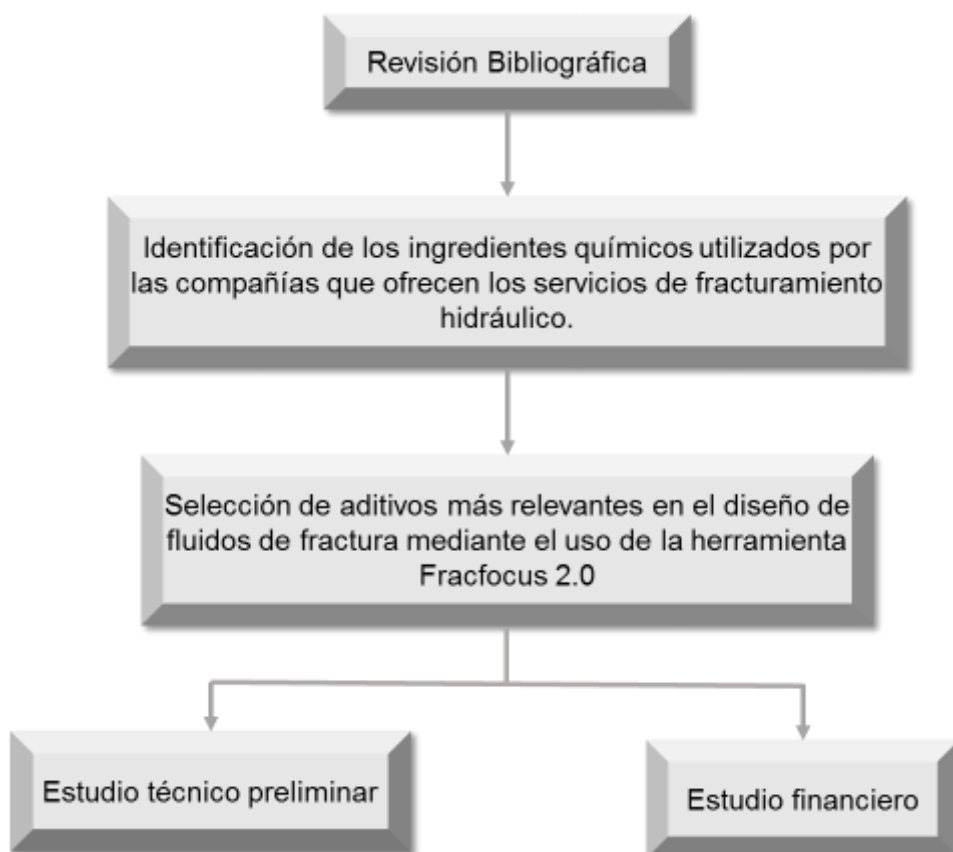 Revisión Bibliográfica
Identificación de los ingredientes químicos utilizados por
las compañías que ofrecen los servicios de fracturamiento
hidráulico.
Selección de aditivos más relevantes en el diseño de
fluidos de fractura mediante el uso de la herramienta
Fracfocus 2.0
Estudio técnico preliminar
Estudio financiero